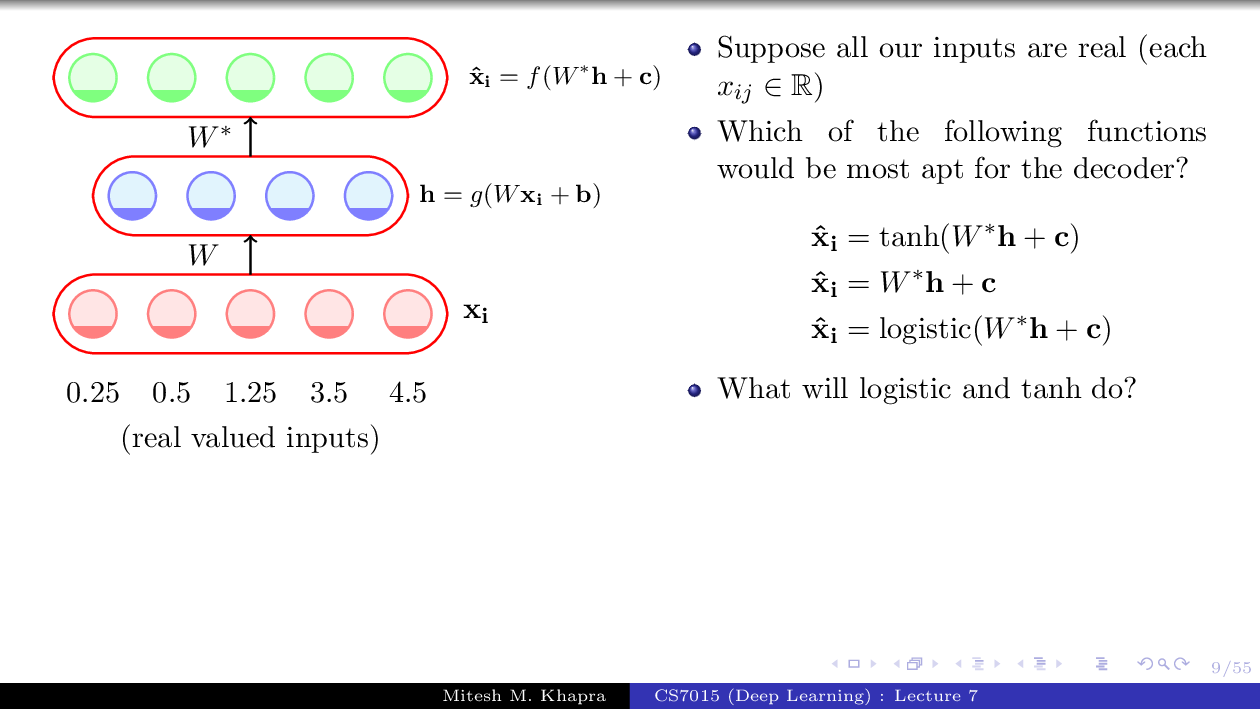 x̂ᵢ = f(W*h + c)
W*
h = g(Wxᵢ + b)
W
xᵢ
0.25 0.5 1.25 3.5 4.5
(real valued inputs)
Suppose all our inputs are real (each
xᵢⱼ ∈ ℝ)
Which of the following functions
would be most apt for the decoder?
x̂ᵢ = tanh(W*h + c)
x̂ᵢ = W*h + c
x̂ᵢ = logistic(W*h + c)
What will logistic and tanh do?
9/55
Mitesh M. Khapra
CS7015 (Deep Learning) : Lecture 7